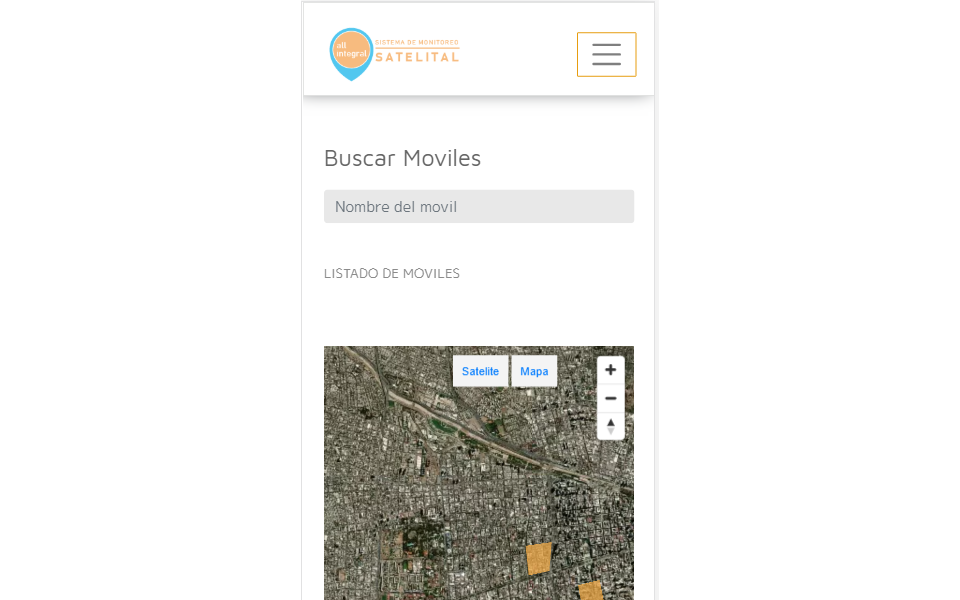 all
integral
SISTEMA DE MONITOREO
SATELITAL
Buscar Moviles
Nombre del movil
LISTADO DE MOVILES
Satelite
Mapa